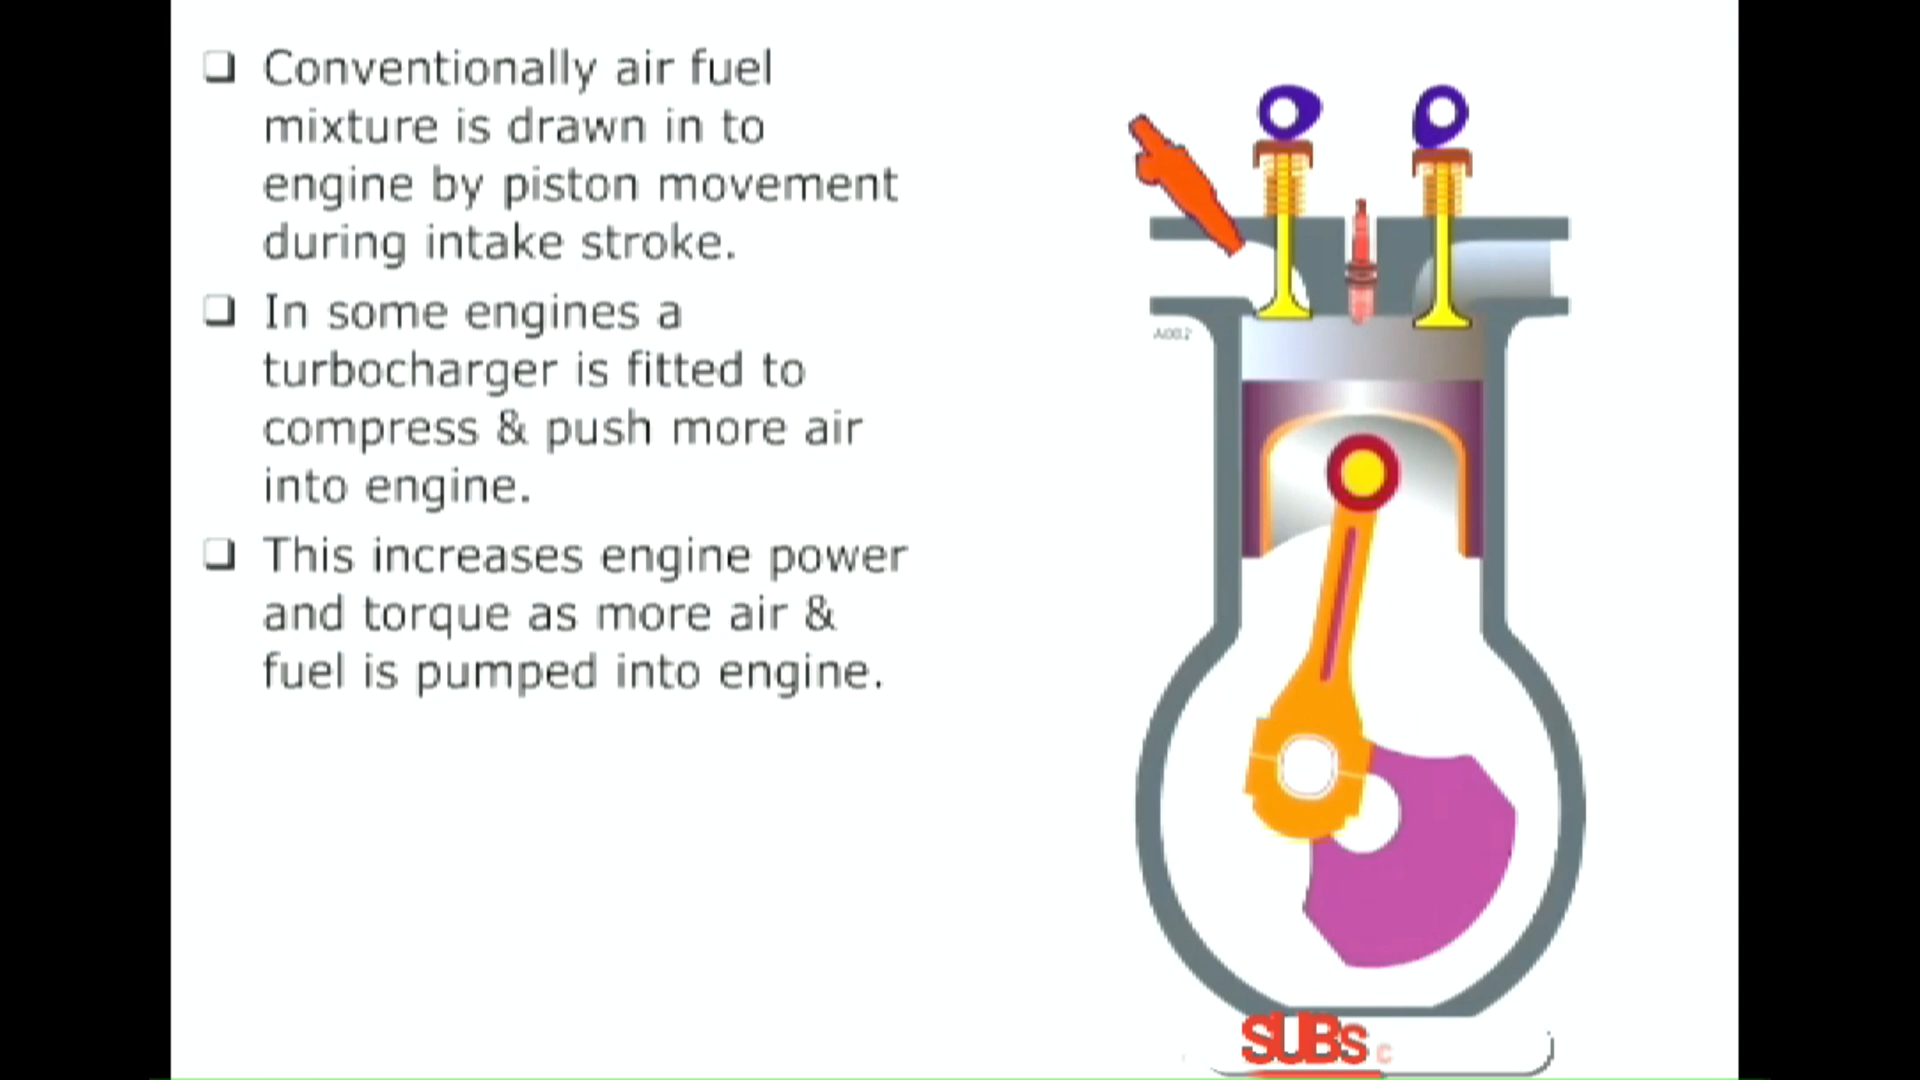 ❑ Conventionally air fuel
mixture is drawn in to
engine by piston movement
during intake stroke.
❑ In some engines a
turbocharger is fitted to
compress & push more air
into engine.
❑ This increases engine power
and torque as more air &
fuel is pumped into engine.
A002
SUBs c